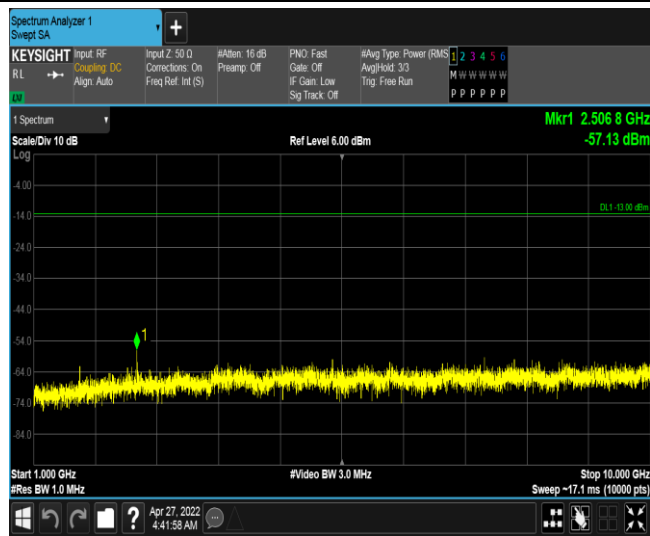 Spectrum Analyzer 1
Swept SA
+
KEYSIGHT
RL
Input: RF
Coupling: DC
Align: Auto
Input Z: 50 Ω
Corrections: On
Freq Ref: Int (S)
#Atten: 16 dB
Preamp: Off
PNO: Fast
Gate: Off
IF Gain: Low
Sig Track: Off
#Avg Type: Power (RMS
Avg|Hold: 3/3
Trig: Free Run
1 2 3 4 5 6
M W W W W W
P P P P P P
1 Spectrum
Mkr1 2.506 8 GHz
-57.13 dBm
Scale/Div 10 dB
Ref Level 6.00 dBm
Log
-4.00
DL1 -13.00 dBm
-14.0
-24.0
-34.0
-44.0
1
-54.0
-64.0
-74.0
-84.0
Start 1.000 GHz
#Video BW 3.0 MHz
Stop 10.000 GHz
#Res BW 1.0 MHz
Sweep ~17.1 ms (10000 pts)
?
Apr 27, 2022
4:41:58 AM